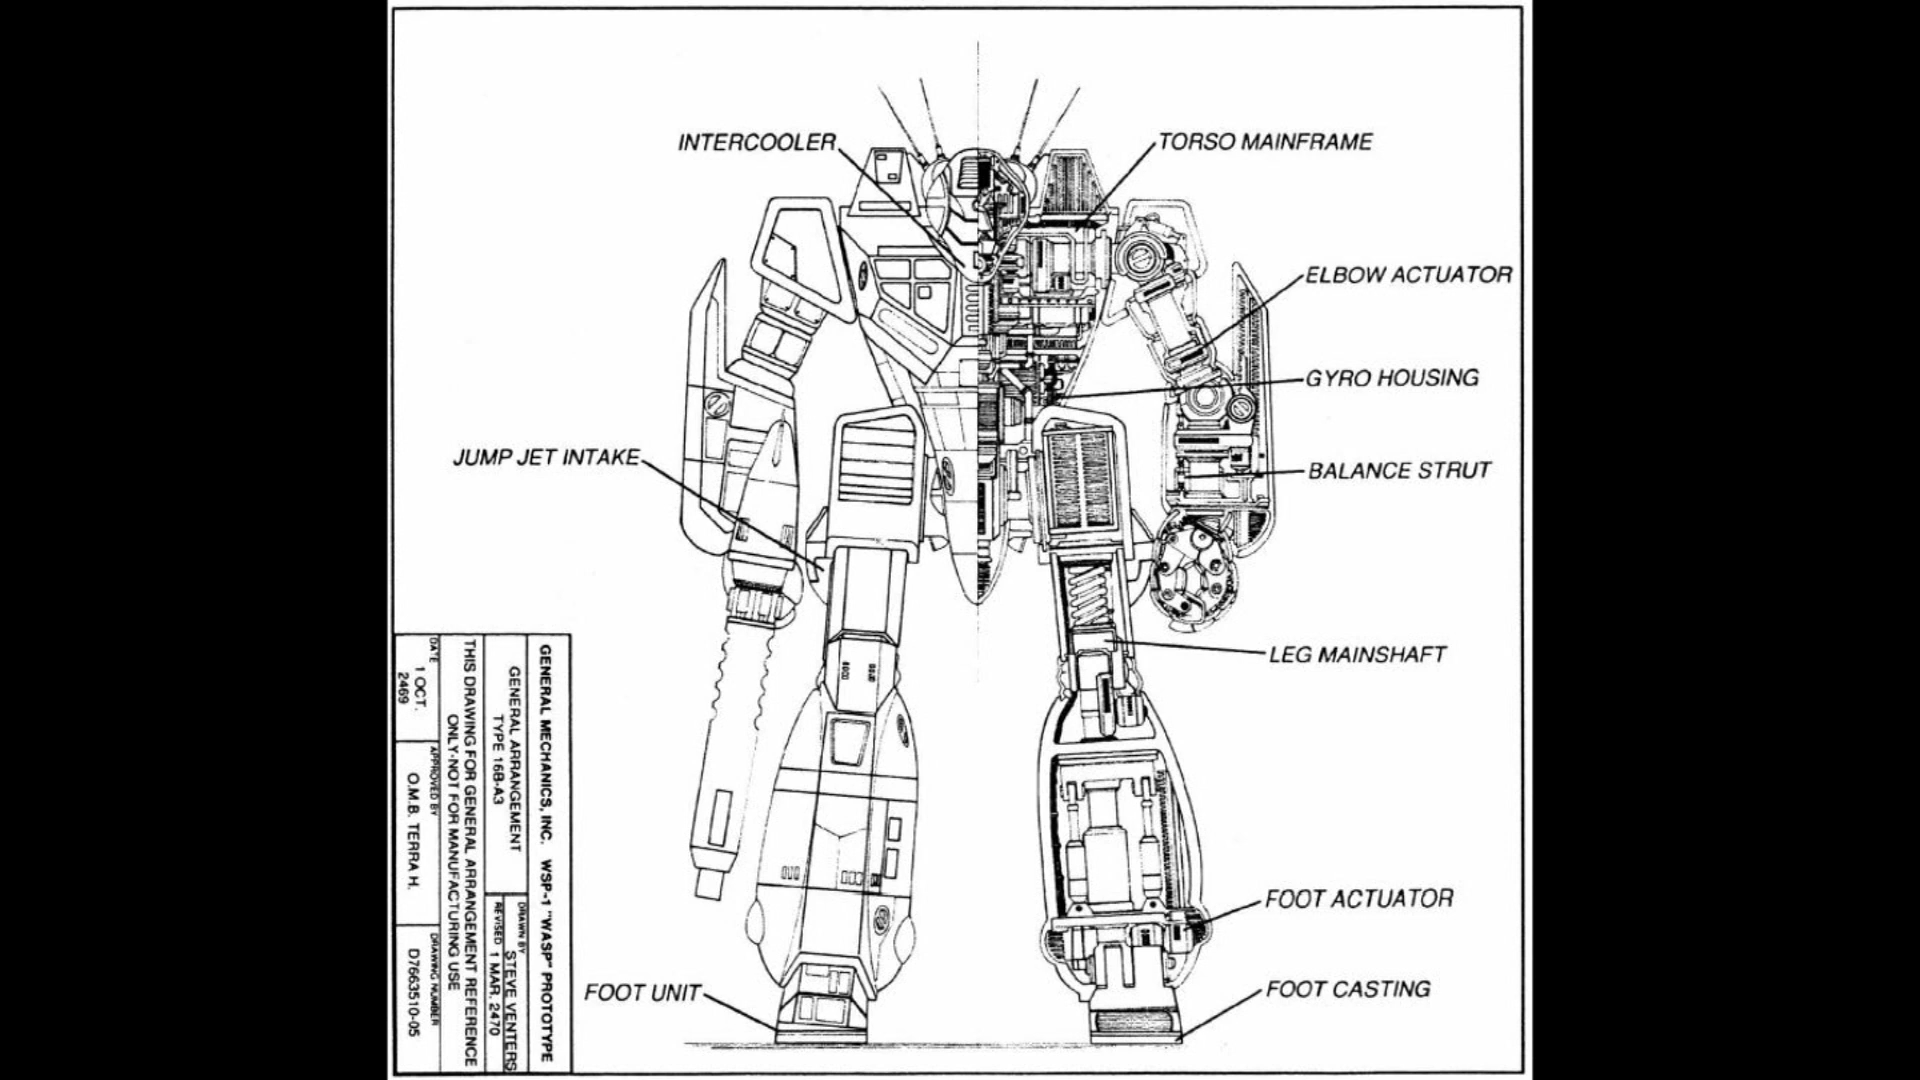 INTERCOOLER
TORSO MAINFRAME
ELBOW ACTUATOR
GYRO HOUSING
JUMP JET INTAKE
BALANCE STRUT
LEG MAINSHAFT
FOOT ACTUATOR
FOOT UNIT
FOOT CASTING
GENERAL MECHANICS, INC. WSP-1 "WASP" PROTOTYPE
GENERAL ARRANGEMENT
TYPE 16B-A3
DRAWN BY
STEVE VENTERS
REVISED 1 MAR. 2470
THIS DRAWING FOR GENERAL ARRANGEMENT REFERENCE
ONLY-NOT FOR MANUFACTURING USE
DATE
1 OCT.
2469
APPROVED BY
O.M.B. TERRA H.
DRAWING NUMBER
D7663510-05